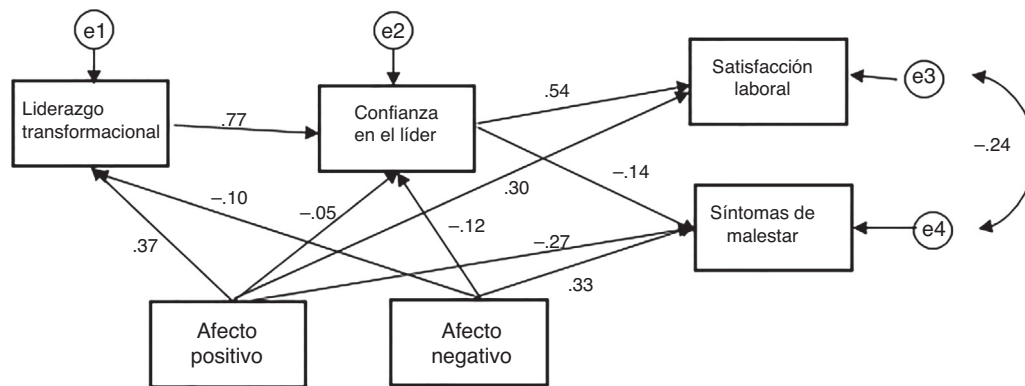 e1
e2
Liderazgo
transformacional
.77
Confianza
en el líder
.54
Satisfacción
laboral
e3
–.24
–.10
–.05
.30
–.14
.37
–.12
–.27
.33
Síntomas de
malestar
e4
Afecto
positivo
Afecto
negativo